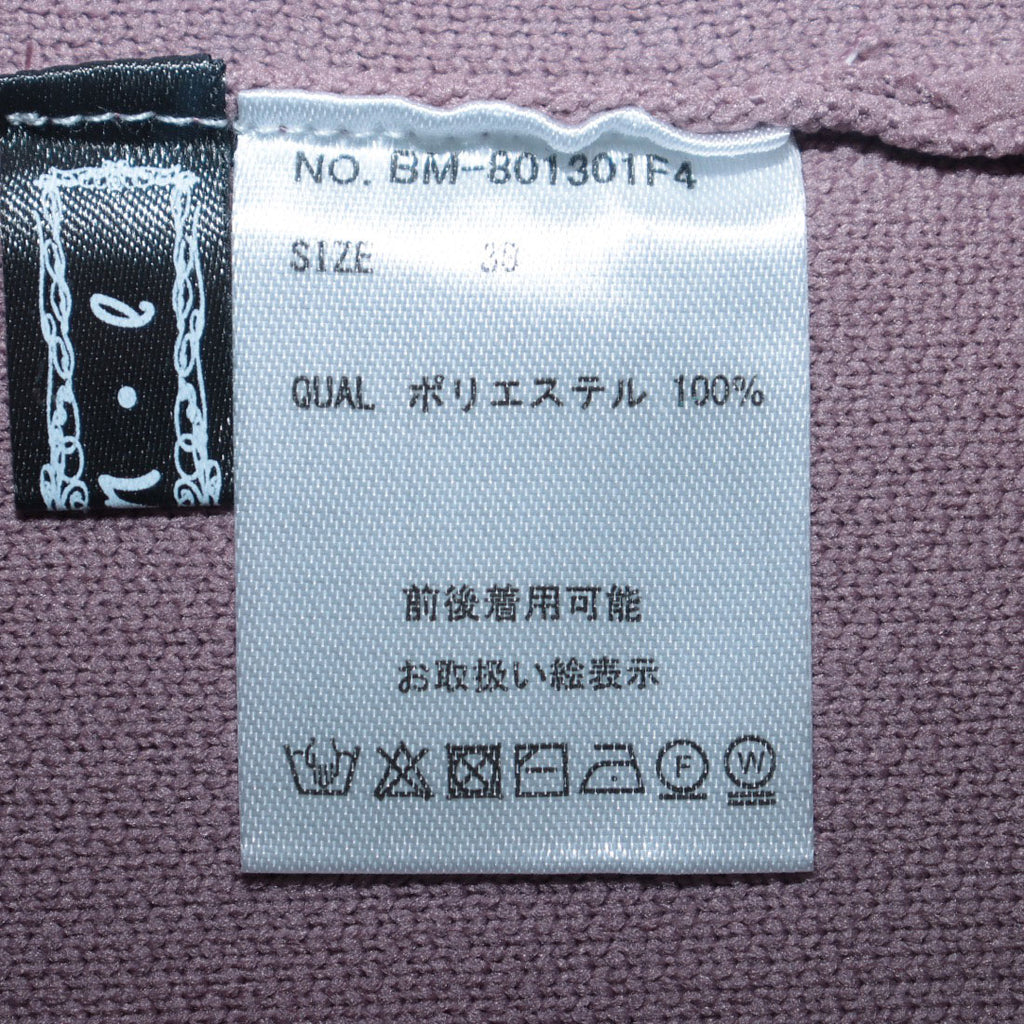 NO. BM-801301F4
SIZE
QUAL ポリエステル 100%
前後着用可能
お取扱い絵表示
F
W